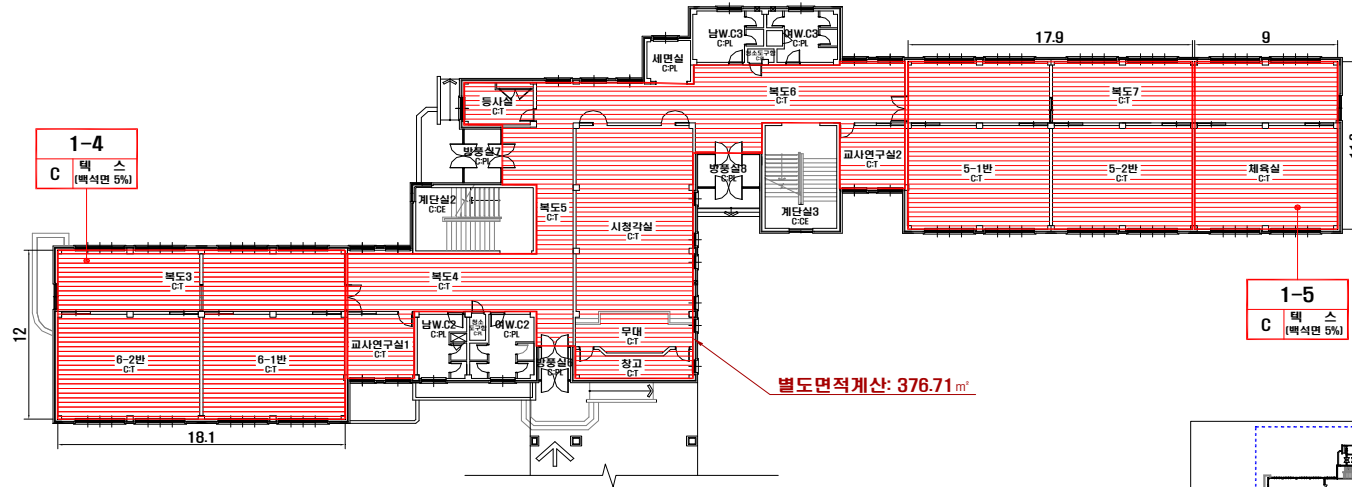 남W.C3
C:PL
여W.C3
C:PL
세면실
C:PL
17.9
9
복도6
C:T
복도7
C:T
등사실
C:T
1-4
C
텍 스
(백석면 5%)
방풍실7
C:PL
방풍실8
C:PL
교사연구실2
C:T
5-1반
C:T
5-2반
C:T
체육실
C:T
계단실2
C:CE
복도5
C:T
시청각실
C:T
계단실3
C:CE
복도3
C:T
복도4
C:T
1-5
C
텍 스
(백석면 5%)
12
남W.C2
C:PL
여W.C2
C:PL
무대
C:T
교사연구실1
C:T
6-2반
C:T
6-1반
C:T
창고
C:T
별도면적계산: 376.71㎡
18.1